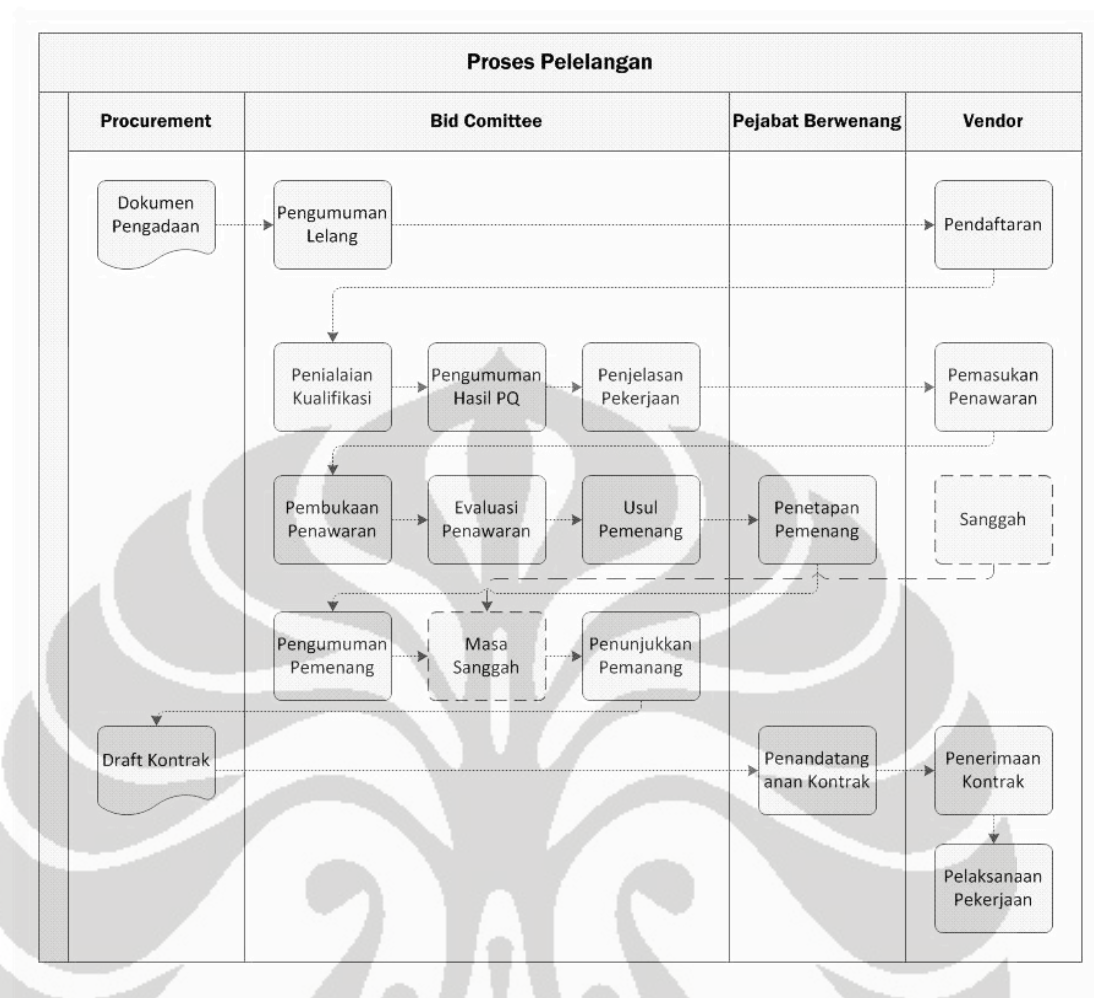 Proses Pelelangan
Procurement
Bid Comittee
Pejabat Berwenang
Vendor
Dokumen
Pengadaan
Pengumuman
Lelang
Pendaftaran
Penialaian
Kualifikasi
Pengumuman
Hasil PQ
Penjelasan
Pekerjaan
Pemasukan
Penawaran
Pembukaan
Penawaran
Evaluasi
Penawaran
Usul
Pemenang
Penetapan
Pemenang
Sanggah
Pengumuman
Pemenang
Masa
Sanggah
Penunjukkan
Pemanang
Draft Kontrak
Penandatang
anan Kontrak
Penerimaan
Kontrak
Pelaksanaan
Pekerjaan